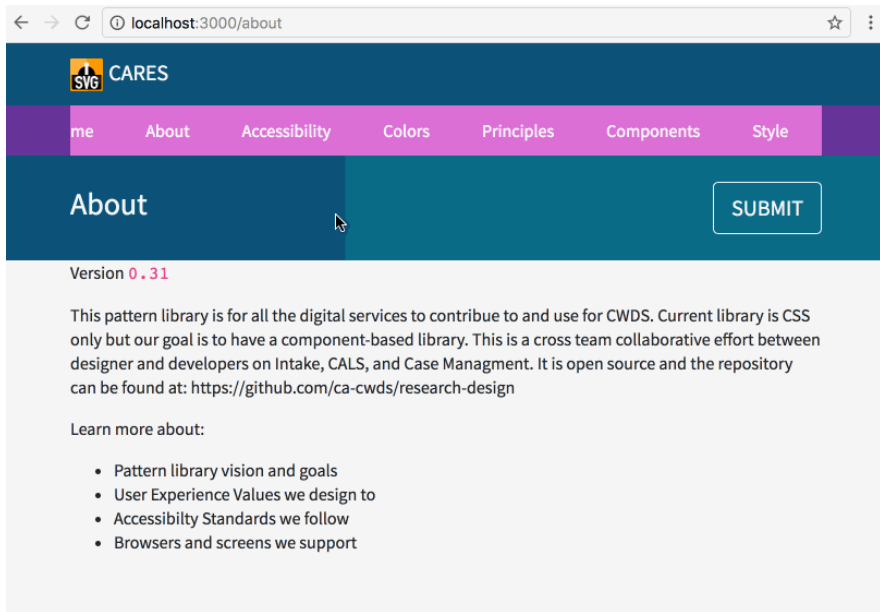 localhost:3000/about
SVG CARES
me About Accessibility Colors Principles Components Style
About SUBMIT
Version 0.31
This pattern library is for all the digital services to contribue to and use for CWDS. Current library is CSS
only but our goal is to have a component-based library. This is a cross team collaborative effort between
designer and developers on Intake, CALS, and Case Managment. It is open source and the repository
can be found at: https://github.com/ca-cwds/research-design
Learn more about:
• Pattern library vision and goals
• User Experience Values we design to
• Accessibilty Standards we follow
• Browsers and screens we support